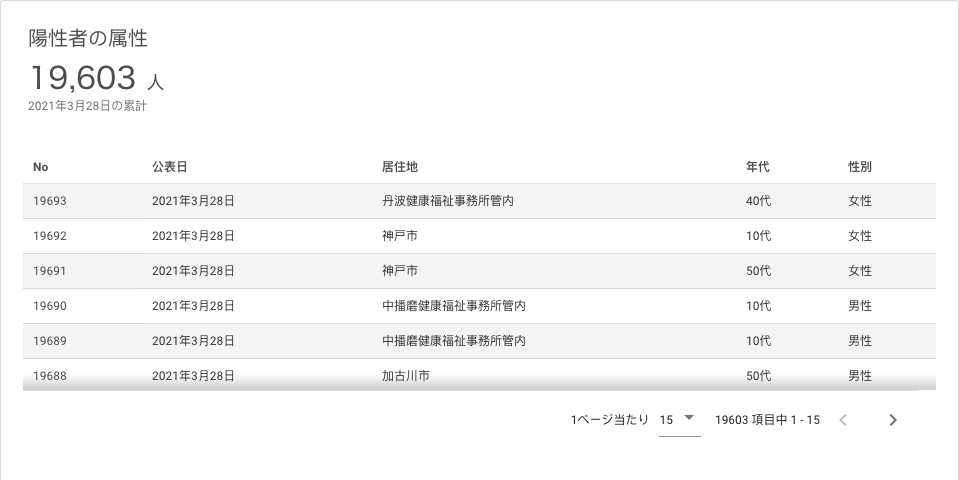 陽性者の属性
19,603 人
2021年3月28日の累計
No 公表日 居住地 年代 性別
19693 2021年3月28日 丹波健康福祉事務所管内 40代 女性
19692 2021年3月28日 神戸市 10代 女性
19691 2021年3月28日 神戸市 50代 女性
19690 2021年3月28日 中播磨健康福祉事務所管内 10代 男性
19689 2021年3月28日 中播磨健康福祉事務所管内 10代 男性
19688 2021年3月28日 加古川市 50代 男性
1ページ当たり 15 19603 項目中 1 - 15